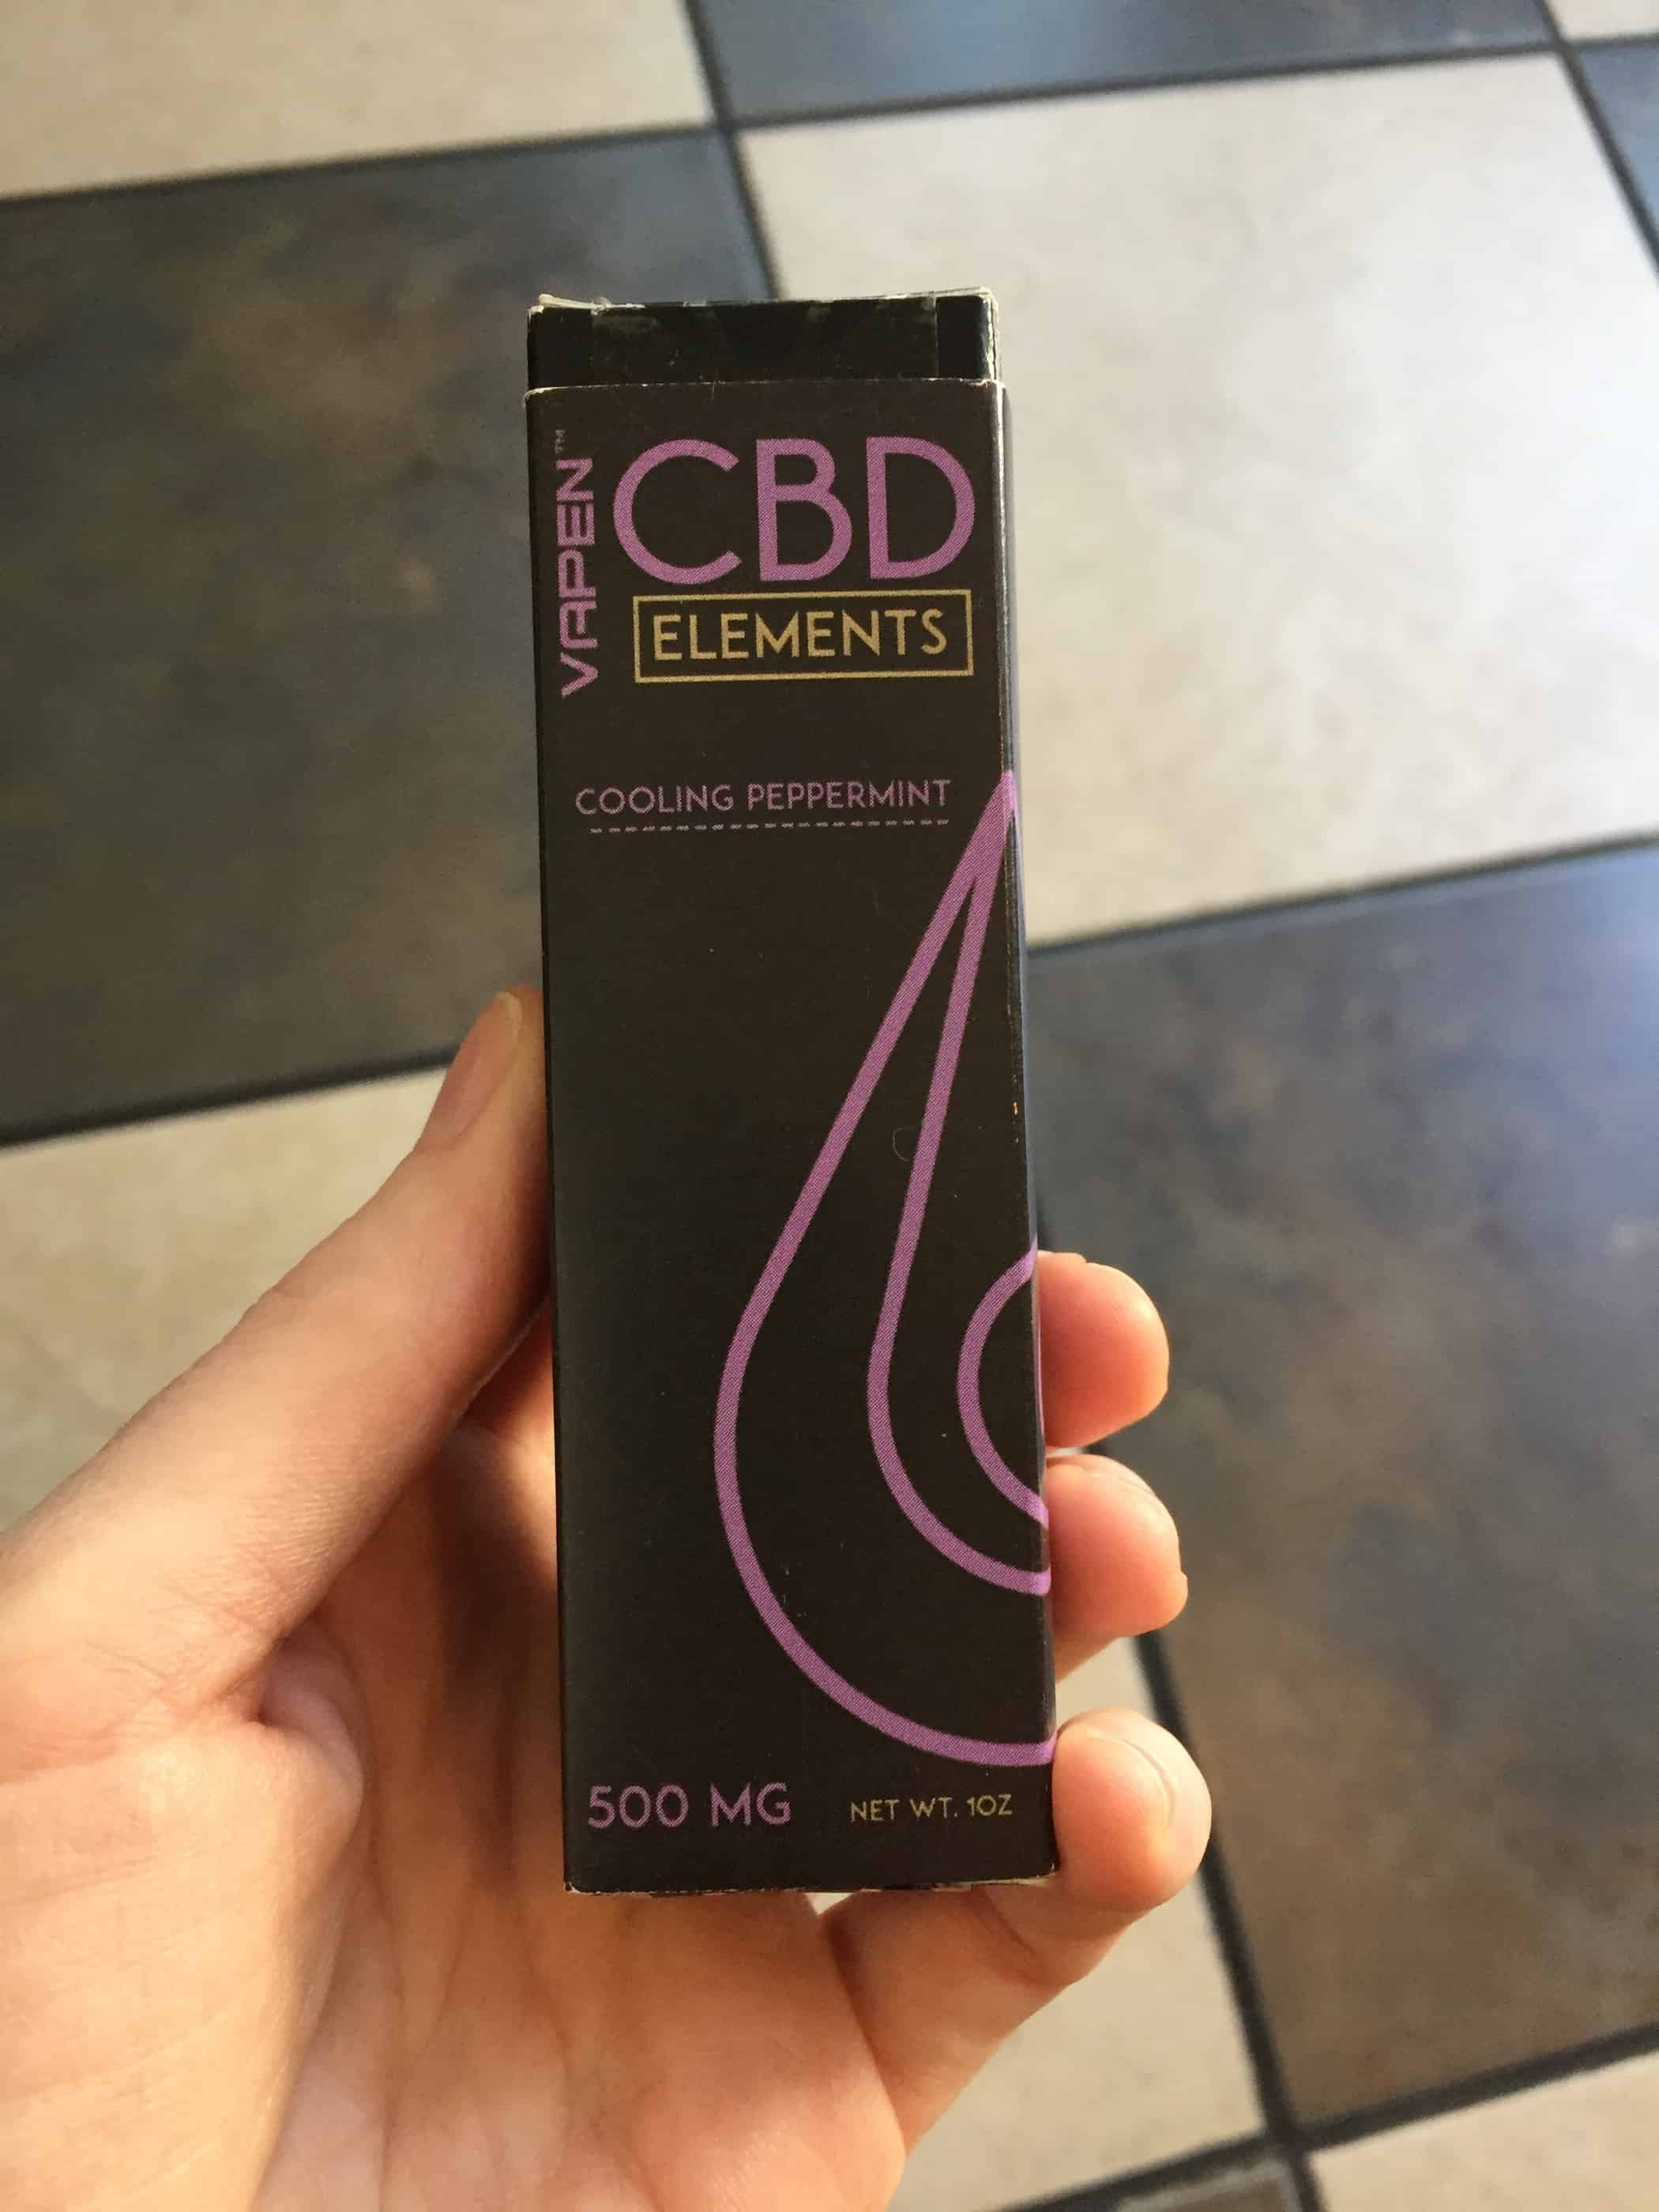 VAPEN™
CBD
ELEMENTS
COOLING PEPPERMINT
500 MG
NET WT. 1OZ